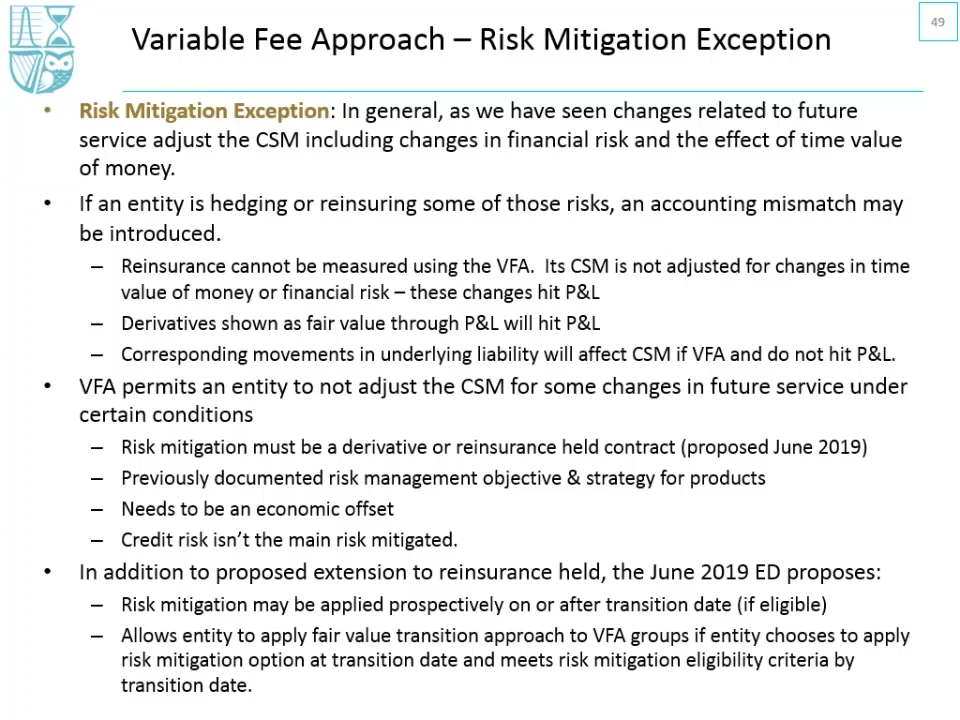 49
Variable Fee Approach – Risk Mitigation Exception
• Risk Mitigation Exception: In general, as we have seen changes related to future
service adjust the CSM including changes in financial risk and the effect of time value
of money.
• If an entity is hedging or reinsuring some of those risks, an accounting mismatch may
be introduced.
– Reinsurance cannot be measured using the VFA.  Its CSM is not adjusted for changes in time
value of money or financial risk – these changes hit P&L
– Derivatives shown as fair value through P&L will hit P&L
– Corresponding movements in underlying liability will affect CSM if VFA and do not hit P&L.
• VFA permits an entity to not adjust the CSM for some changes in future service under
certain conditions
– Risk mitigation must be a derivative or reinsurance held contract (proposed June 2019)
– Previously documented risk management objective & strategy for products
– Needs to be an economic offset
– Credit risk isn't the main risk mitigated.
• In addition to proposed extension to reinsurance held, the June 2019 ED proposes:
– Risk mitigation may be applied prospectively on or after transition date (if eligible)
– Allows entity to apply fair value transition approach to VFA groups if entity chooses to apply
risk mitigation option at transition date and meets risk mitigation eligibility criteria by
transition date.